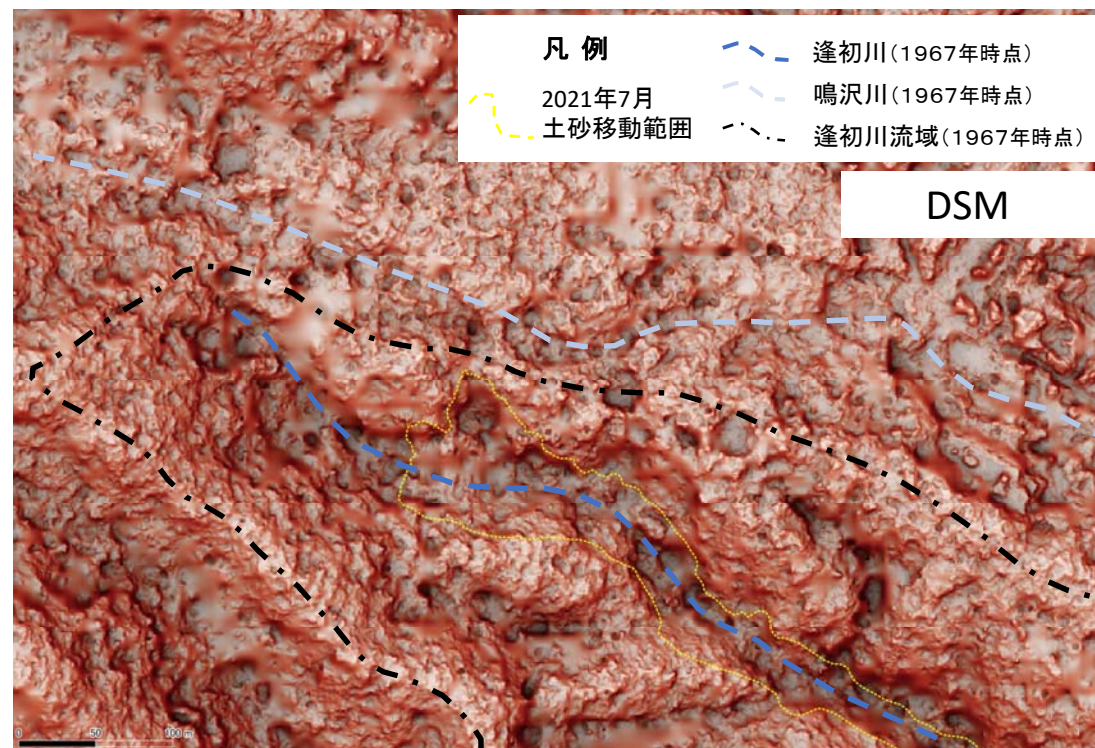 凡 例
2021年7月
土砂移動範囲
逢初川(1967年時点)
鳴沢川(1967年時点)
逢初川流域(1967年時点)
DSM
0 50 100 m